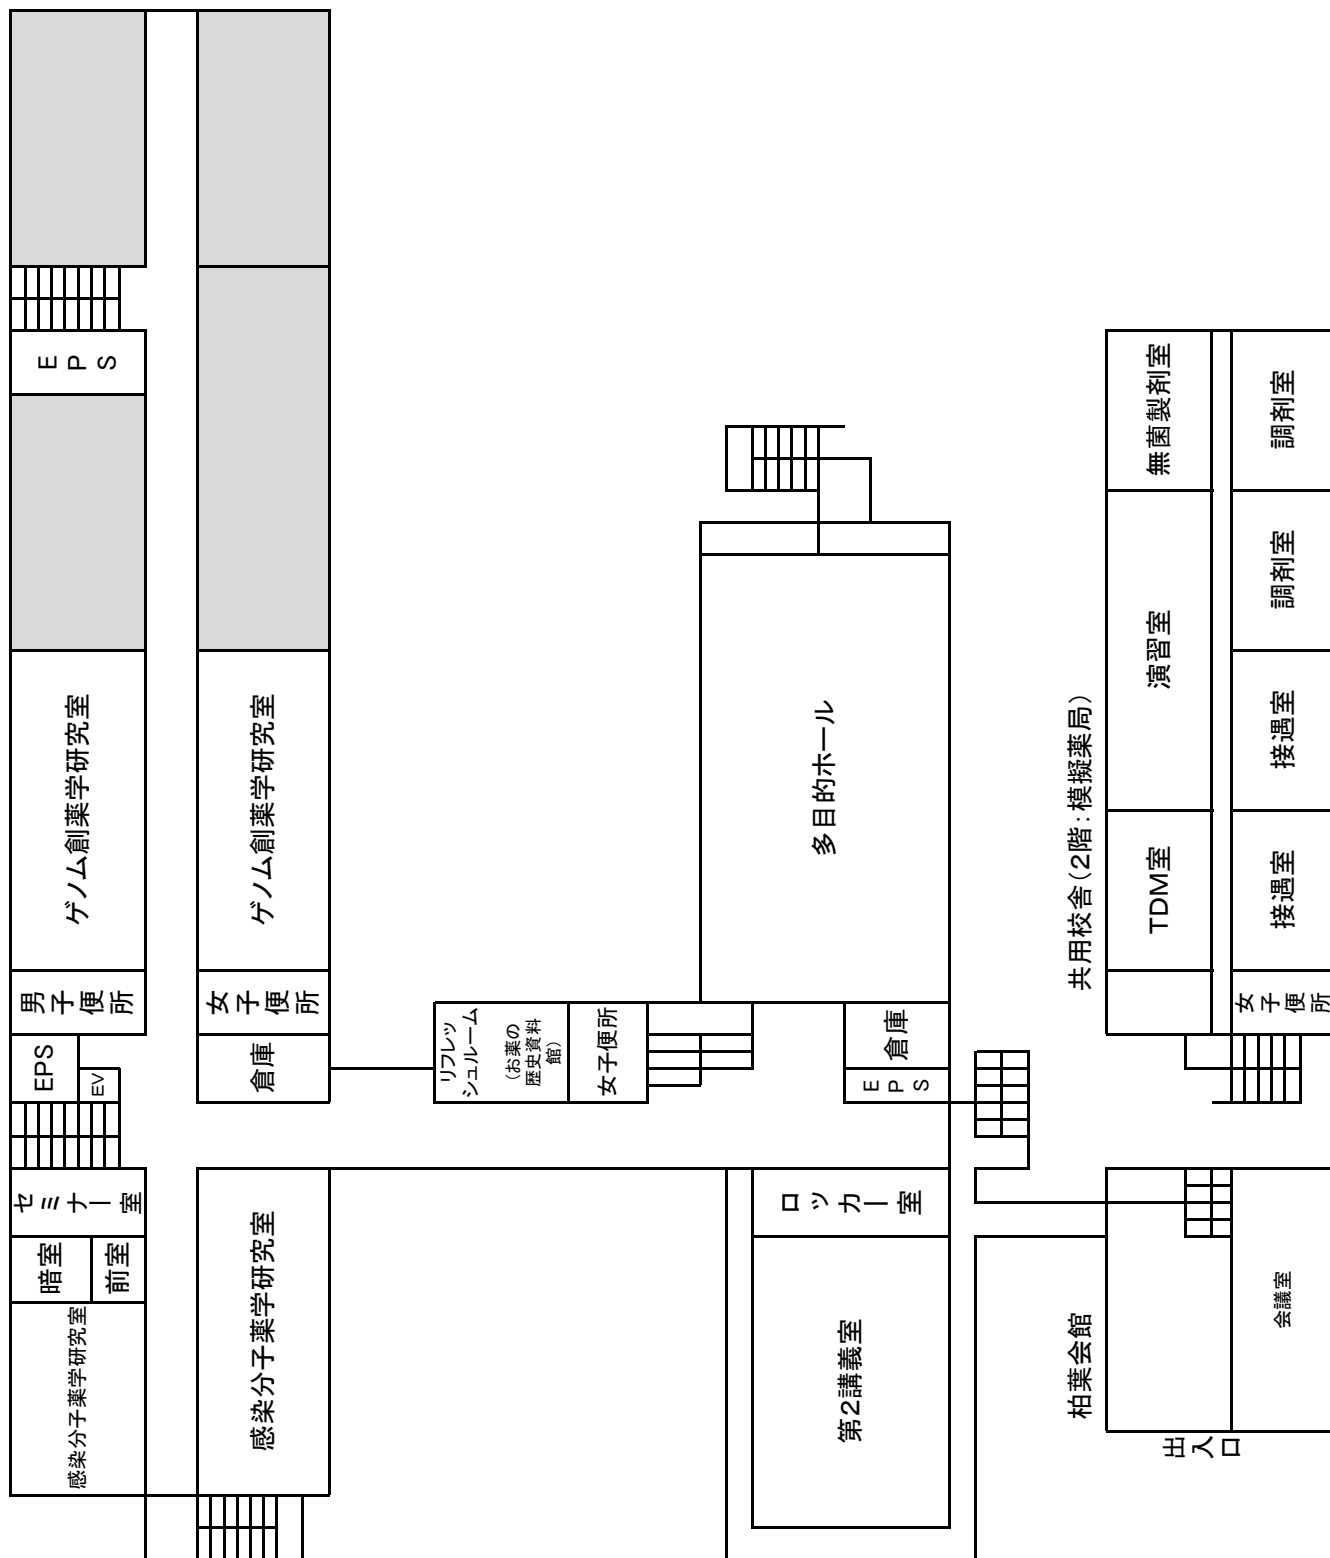 EPS
ゲノム創薬学研究室
男子便所
EPS
EV
セミナー室
暗室
前室
感染分子薬学研究室
ゲノム創薬学研究室
女子便所
倉庫
感染分子薬学研究室
リフレッ
シュルーム
(お薬の
歴史資料
館)
女子便所
多目的ホール
倉庫
EPS
ロッカー室
第2講義室
共用校舎(2階:模擬薬局)
無菌製剤室
演習室
TDM室
調剤室
調剤室
接遇室
接遇室
女子便所
柏葉会館
会議室
出入口